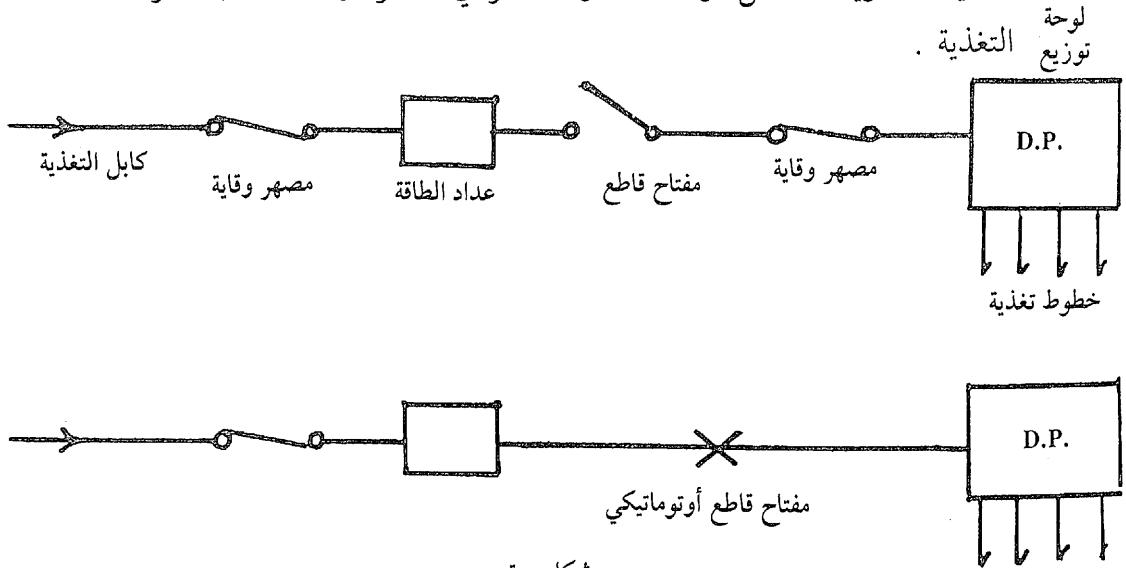 لوحة
توزيع التغذية .
D.P.
كابل التغذية
مصهر وقاية
عداد الطاقة
مفتاح قاطع
مصهر وقاية
خطوط تغذية
D.P.
مفتاح قاطع أوتوماتيكي